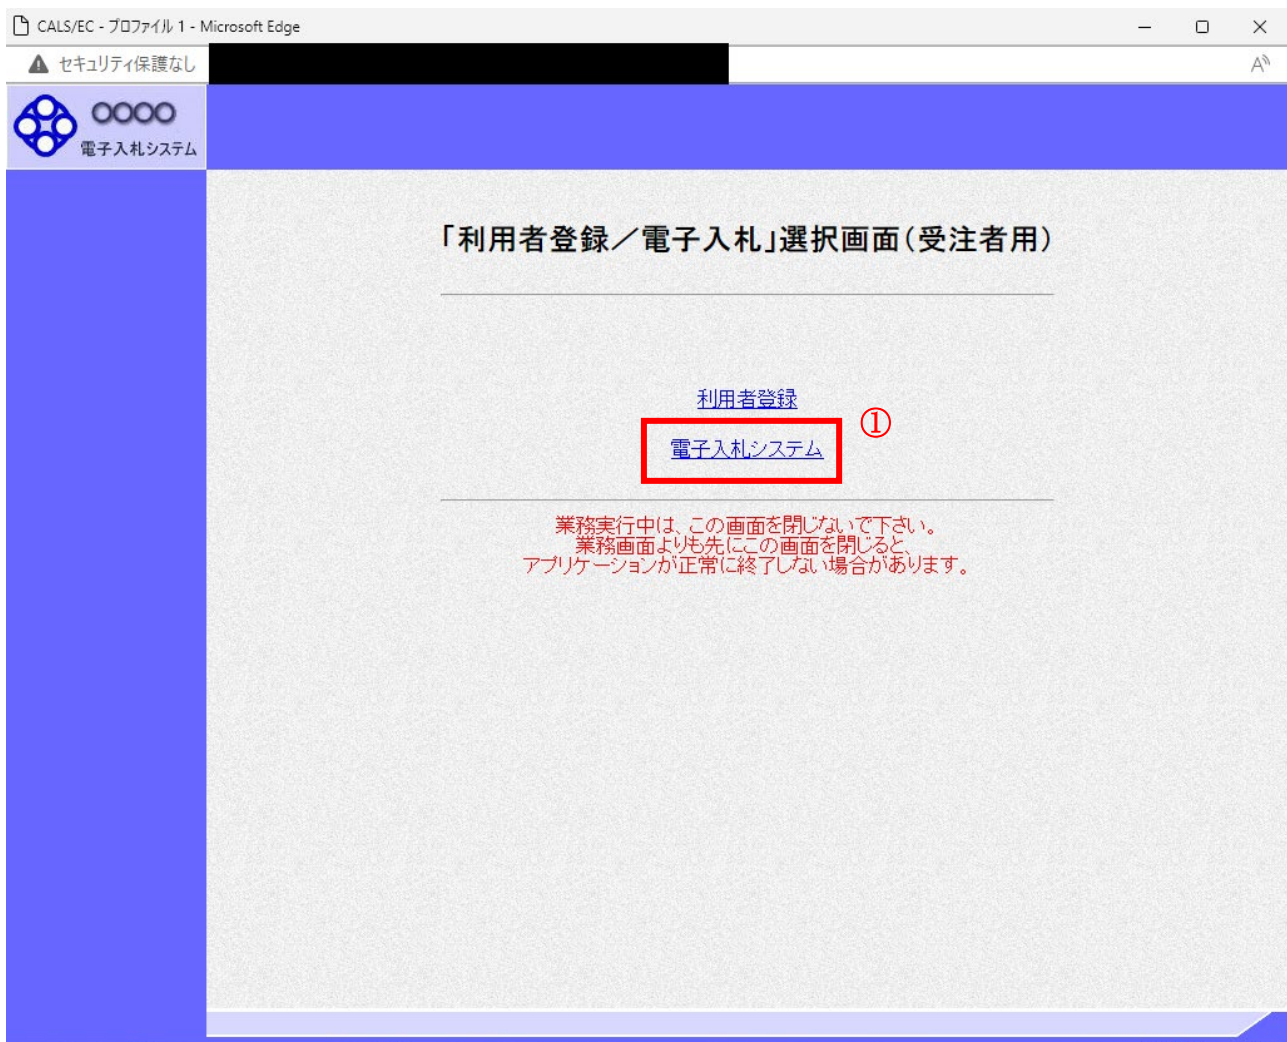 CALS/EC - プロファイル 1 - Microsoft Edge
セキュリティ保護なし
○○○○
電子入札システム
「利用者登録／電子入札」選択画面（受注者用）
利用者登録
①
電子入札システム
業務実行中は、この画面を閉じないで下さい。
業務画面よりも先にこの画面を閉じると、
アプリケーションが正常に終了しない場合があります。